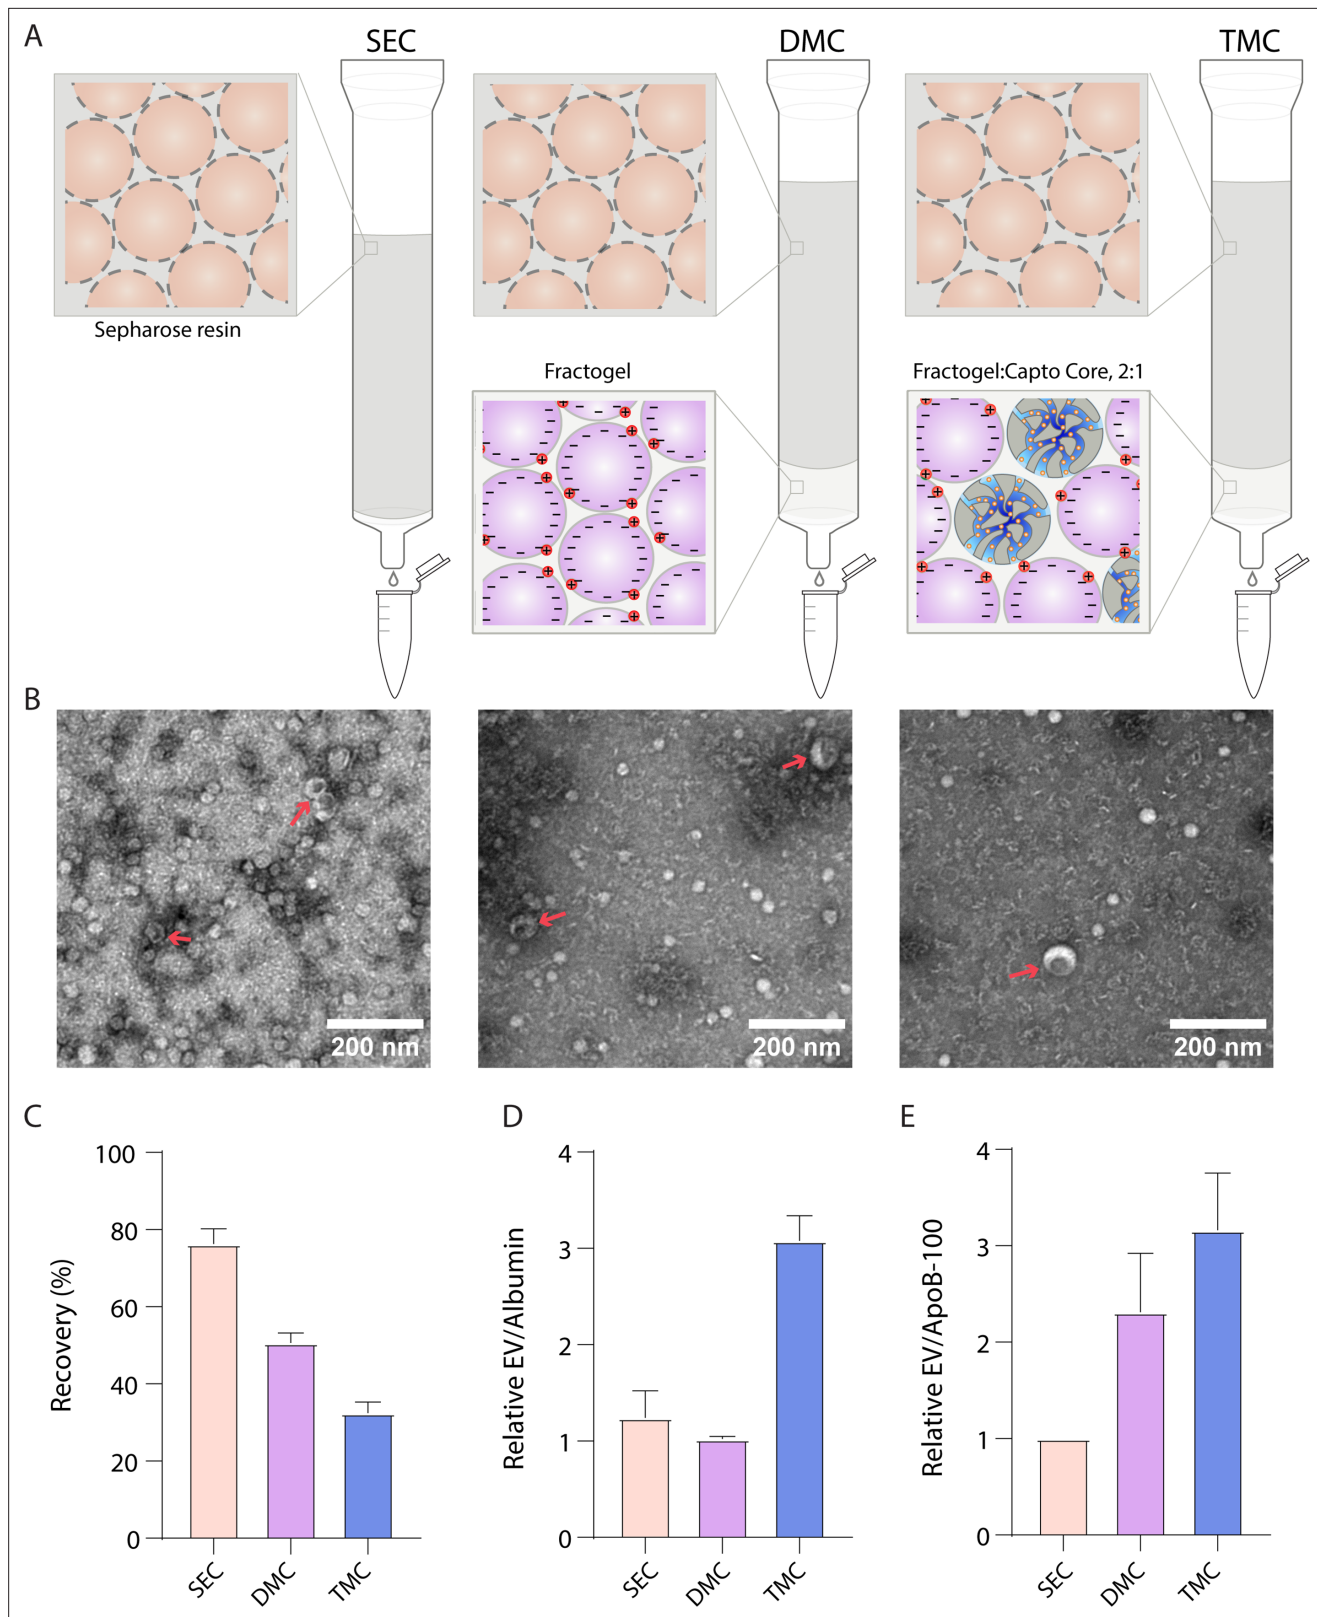 A
SEC
DMC
TMC
Sepharose resin
Fractogel
Fractogel:Capto Core, 2:1
B
200 nm
200 nm
200 nm
C
Recovery (%)
100
80
60
40
20
0
SEC
DMC
TMC
D
Relative EV/Albumin
4
3
2
1
0
SEC
DMC
TMC
E
Relative EV/ApoB-100
4
3
2
1
0
SEC
DMC
TMC